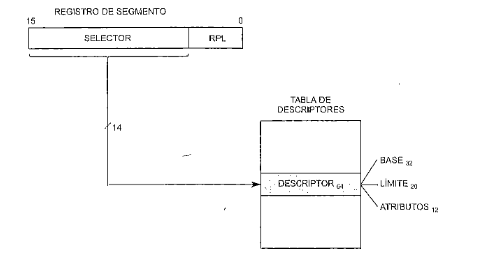 REGISTRO DE SEGMENTO
15 0
SELECTOR RPL
14
TABLA DE
DESCRIPTORES
BASE 32
DESCRIPTOR 64
LÍMITE 20
ATRIBUTOS 12